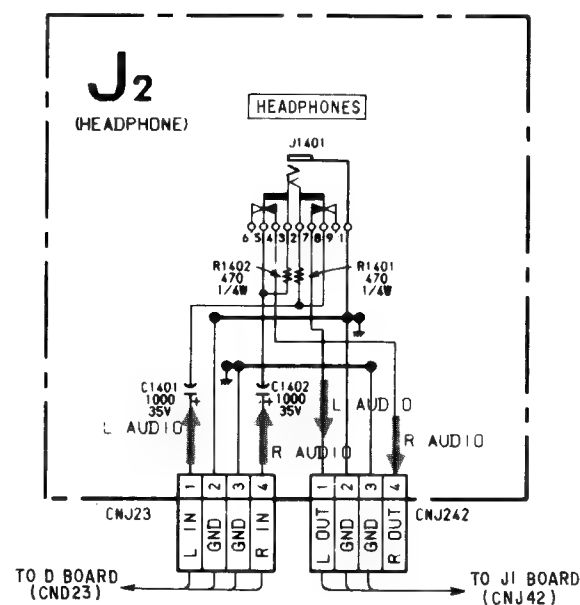 J2
(HEADPHONE)
HEADPHONES
J1401
6 5 4 3 2 7 8 9 1
R1402
470
1/4W
R1401
470
1/4W
C1401
1000
35V
C1402
1000
35V
L AUDIO
R AUDIO
L AUDIO
R AUDIO
1 2 3 4
1 2 3 4
CNJ23
CNJ242
L IN
GND
GND
R IN
L OUT
GND
GND
R OUT
TO D BOARD
(CND23)
TO J1 BOARD
(CNJ42)